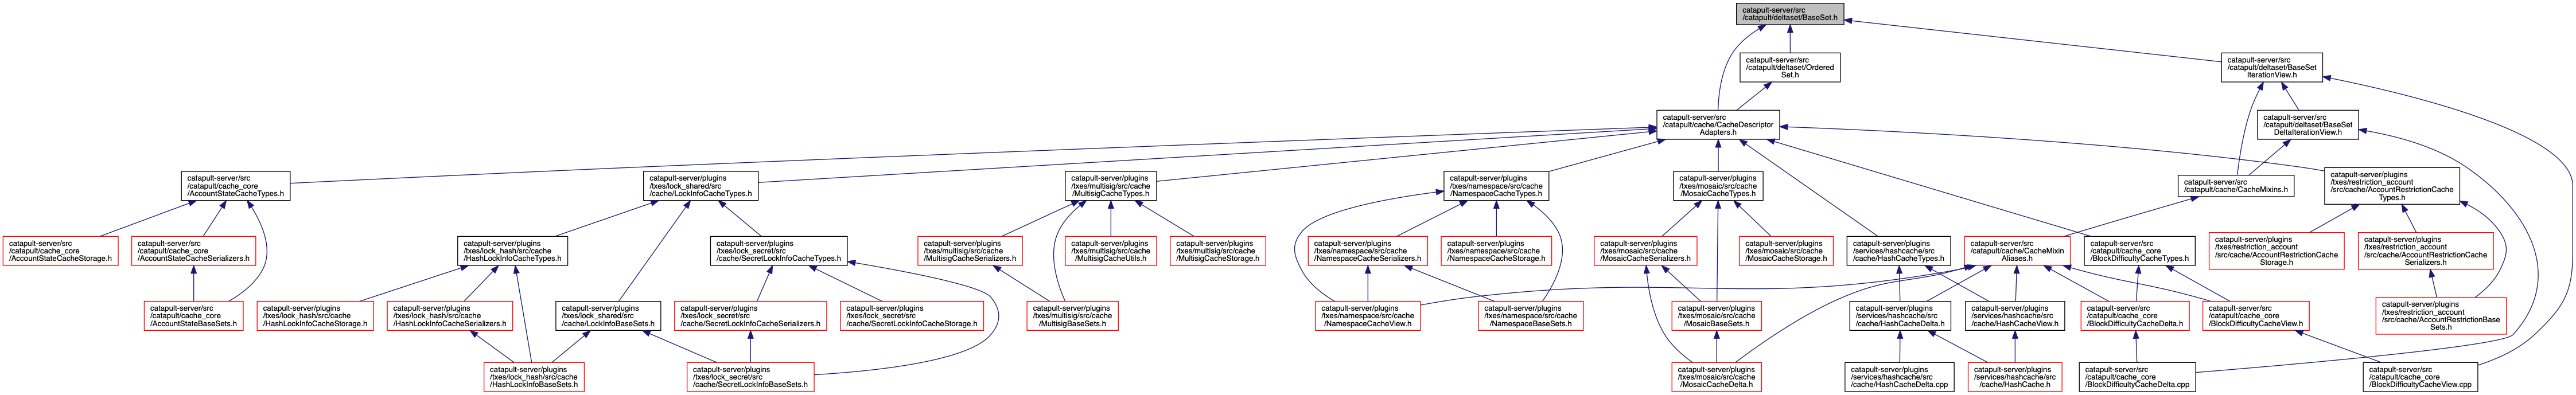 catapult-server/src
/catapult/deltaset/BaseSet.h
catapult-server/src
/catapult/deltaset/Ordered
Set.h
catapult-server/src
/catapult/deltaset/BaseSet
IterationView.h
catapult-server/src
/catapult/cache/CacheDescriptor
Adapters.h
catapult-server/src
/catapult/deltaset/BaseSet
DeltaIterationView.h
catapult-server/src
/catapult/cache_core
/AccountStateCacheTypes.h
catapult-server/plugins
/txes/lock_shared/src
/cache/LockInfoCacheTypes.h
catapult-server/plugins
/txes/multisig/src/cache
/MultisigCacheTypes.h
catapult-server/plugins
/txes/namespace/src/cache
/NamespaceCacheTypes.h
catapult-server/plugins
/txes/mosaic/src/cache
/MosaicCacheTypes.h
catapult-server/src
/catapult/cache/CacheMixins.h
catapult-server/plugins
/txes/restriction_account
/src/cache/AccountRestrictionCache
Types.h
catapult-server/src
/catapult/cache_core
/AccountStateCacheStorage.h
catapult-server/src
/catapult/cache_core
/AccountStateCacheSerializers.h
catapult-server/plugins
/txes/lock_hash/src/cache
/HashLockInfoCacheTypes.h
catapult-server/plugins
/txes/lock_secret/src
/cache/SecretLockInfoCacheTypes.h
catapult-server/plugins
/txes/multisig/src/cache
/MultisigCacheSerializers.h
catapult-server/plugins
/txes/multisig/src/cache
/MultisigCacheUtils.h
catapult-server/plugins
/txes/multisig/src/cache
/MultisigCacheStorage.h
catapult-server/plugins
/txes/namespace/src/cache
/NamespaceCacheSerializers.h
catapult-server/plugins
/txes/namespace/src/cache
/NamespaceCacheStorage.h
catapult-server/plugins
/txes/mosaic/src/cache
/MosaicCacheSerializers.h
catapult-server/plugins
/txes/mosaic/src/cache
/MosaicCacheStorage.h
catapult-server/plugins
/services/hashcache/src
/cache/HashCacheTypes.h
catapult-server/src
/catapult/cache/CacheMixin
Aliases.h
catapult-server/src
/catapult/cache_core
/BlockDifficultyCacheTypes.h
catapult-server/plugins
/txes/restriction_account
/src/cache/AccountRestrictionCache
Storage.h
catapult-server/plugins
/txes/restriction_account
/src/cache/AccountRestrictionCache
Serializers.h
catapult-server/src
/catapult/cache_core
/AccountStateBaseSets.h
catapult-server/plugins
/txes/lock_hash/src/cache
/HashLockInfoCacheStorage.h
catapult-server/plugins
/txes/lock_hash/src/cache
/HashLockInfoCacheSerializers.h
catapult-server/plugins
/txes/lock_shared/src
/cache/LockInfoBaseSets.h
catapult-server/plugins
/txes/lock_secret/src
/cache/SecretLockInfoCacheSerializers.h
catapult-server/plugins
/txes/lock_secret/src
/cache/SecretLockInfoCacheStorage.h
catapult-server/plugins
/txes/multisig/src/cache
/MultisigBaseSets.h
catapult-server/plugins
/txes/namespace/src/cache
/NamespaceCacheView.h
catapult-server/plugins
/txes/namespace/src/cache
/NamespaceBaseSets.h
catapult-server/plugins
/txes/mosaic/src/cache
/MosaicBaseSets.h
catapult-server/plugins
/services/hashcache/src
/cache/HashCacheDelta.h
catapult-server/plugins
/services/hashcache/src
/cache/HashCacheView.h
catapult-server/src
/catapult/cache_core
/BlockDifficultyCacheDelta.h
catapult-server/src
/catapult/cache_core
/BlockDifficultyCacheView.h
catapult-server/plugins
/txes/restriction_account
/src/cache/AccountRestrictionBase
Sets.h
catapult-server/plugins
/txes/lock_hash/src/cache
/HashLockInfoBaseSets.h
catapult-server/plugins
/txes/lock_secret/src
/cache/SecretLockInfoBaseSets.h
catapult-server/plugins
/txes/mosaic/src/cache
/MosaicCacheDelta.h
catapult-server/plugins
/services/hashcache/src
/cache/HashCacheDelta.cpp
catapult-server/plugins
/services/hashcache/src
/cache/HashCache.h
catapult-server/src
/catapult/cache_core
/BlockDifficultyCacheDelta.cpp
catapult-server/src
/catapult/cache_core
/BlockDifficultyCacheView.cpp